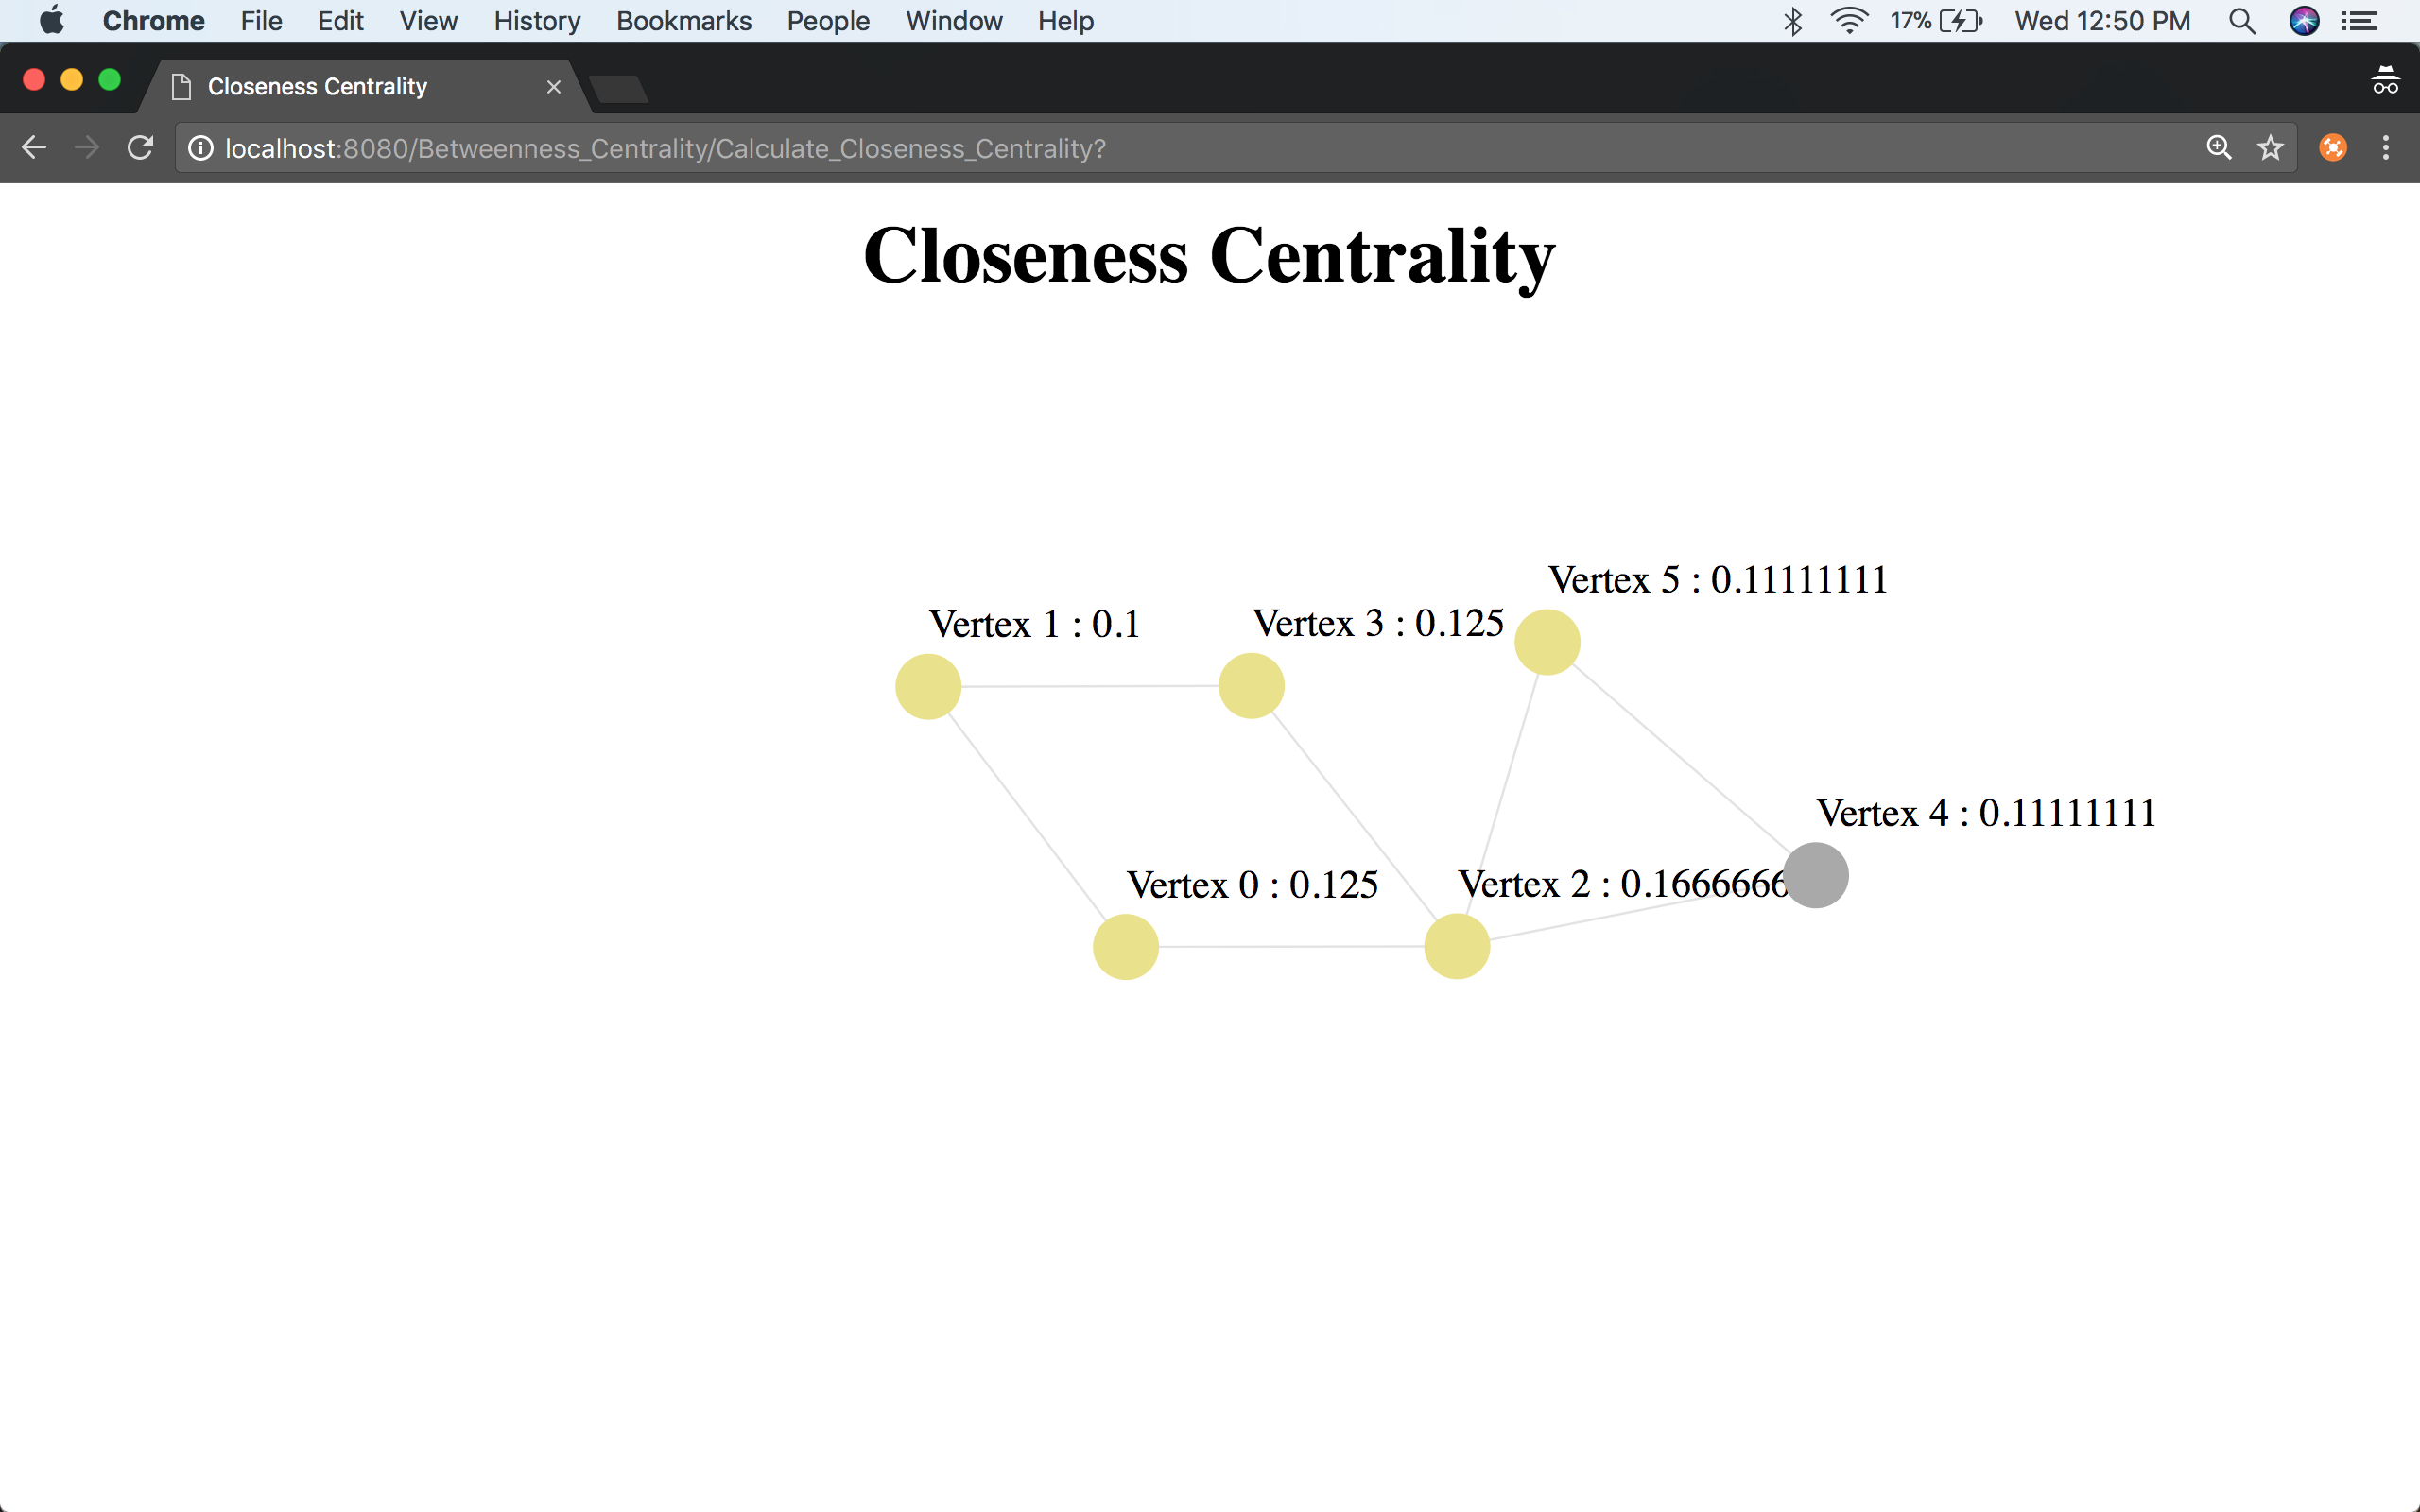 Chrome File Edit View History Bookmarks People Window Help 17% Wed 12:50 PM
Closeness Centrality
localhost:8080/Betweenness_Centrality/Calculate_Closeness_Centrality?
Closeness Centrality
Vertex 5 : 0.11111111
Vertex 1 : 0.1
Vertex 3 : 0.125
Vertex 4 : 0.11111111
Vertex 0 : 0.125
Vertex 2 : 0.1666666